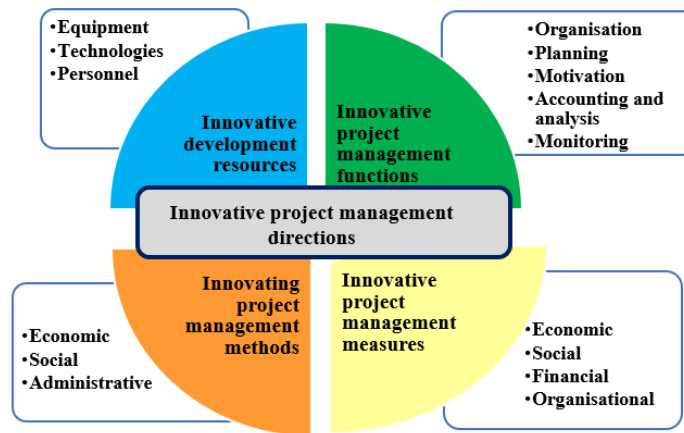 •Equipment
•Technologies
•Personnel
•Organisation
•Planning
•Motivation
•Accounting and
analysis
•Monitoring
Innovative
development
resources
Innovative
project
management
functions
Innovative project management
directions
Innovating
project
management
methods
Innovative
project
management
measures
•Economic
•Social
•Administrative
•Economic
•Social
•Financial
•Organisational